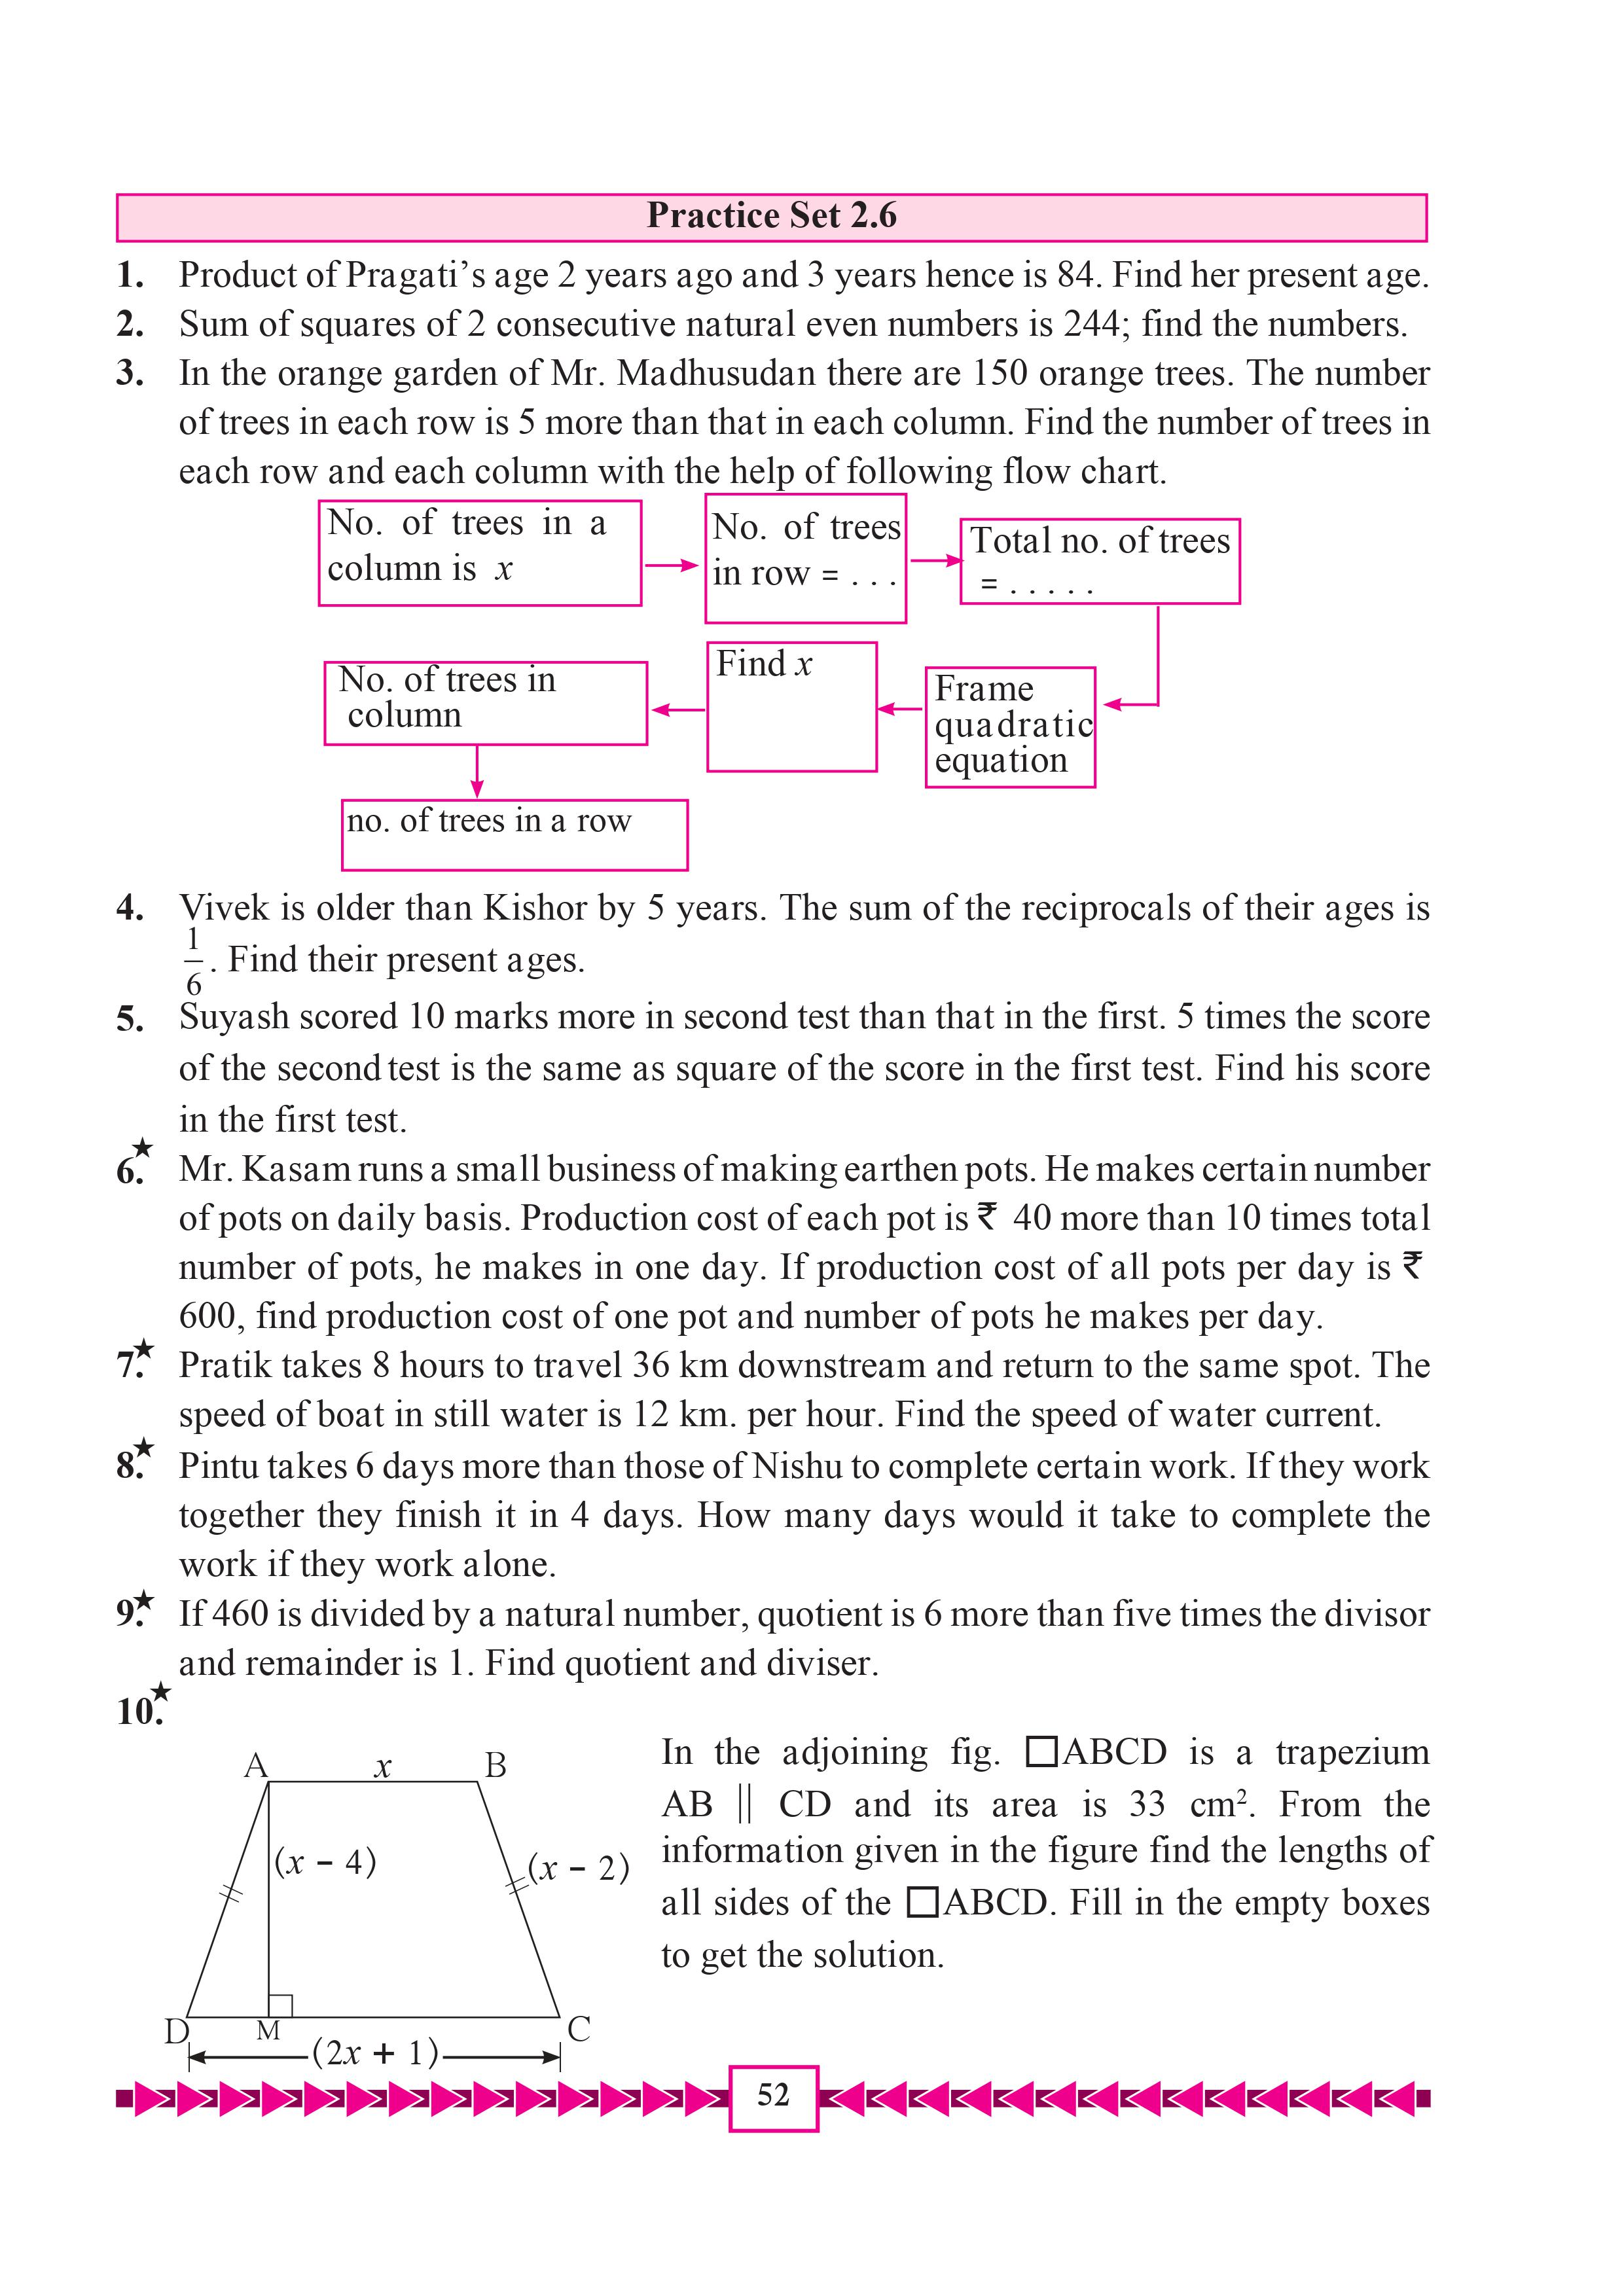 Practice Set 2.6
1. Product of Pragati’s age 2 years ago and 3 years hence is 84. Find her present age.
2. Sum of squares of 2 consecutive natural even numbers is 244; find the numbers.
3. In the orange garden of Mr. Madhusudan there are 150 orange trees. The number
of trees in each row is 5 more than that in each column. Find the number of trees in
each row and each column with the help of following flow chart.
No. of trees in a
column is x
No. of trees
in row = . . .
Total no. of trees
= . . . . .
Frame
quadratic
equation
Find x
No. of trees in
column
no. of trees in a row
4. Vivek is older than Kishor by 5 years. The sum of the reciprocals of their ages is
1/6. Find their present ages.
5. Suyash scored 10 marks more in second test than that in the first. 5 times the score
of the second test is the same as square of the score in the first test. Find his score
in the first test.
6.★ Mr. Kasam runs a small business of making earthen pots. He makes certain number
of pots on daily basis. Production cost of each pot is ₹ 40 more than 10 times total
number of pots, he makes in one day. If production cost of all pots per day is ₹
600, find production cost of one pot and number of pots he makes per day.
7.★ Pratik takes 8 hours to travel 36 km downstream and return to the same spot. The
speed of boat in still water is 12 km. per hour. Find the speed of water current.
8.★ Pintu takes 6 days more than those of Nishu to complete certain work. If they work
together they finish it in 4 days. How many days would it take to complete the
work if they work alone.
9.★ If 460 is divided by a natural number, quotient is 6 more than five times the divisor
and remainder is 1. Find quotient and diviser.
10.★
A x B
(x − 4)
(x − 2)
D M C
(2x + 1)
In the adjoining fig. □ABCD is a trapezium
AB || CD and its area is 33 cm². From the
information given in the figure find the lengths of
all sides of the □ABCD. Fill in the empty boxes
to get the solution.
52